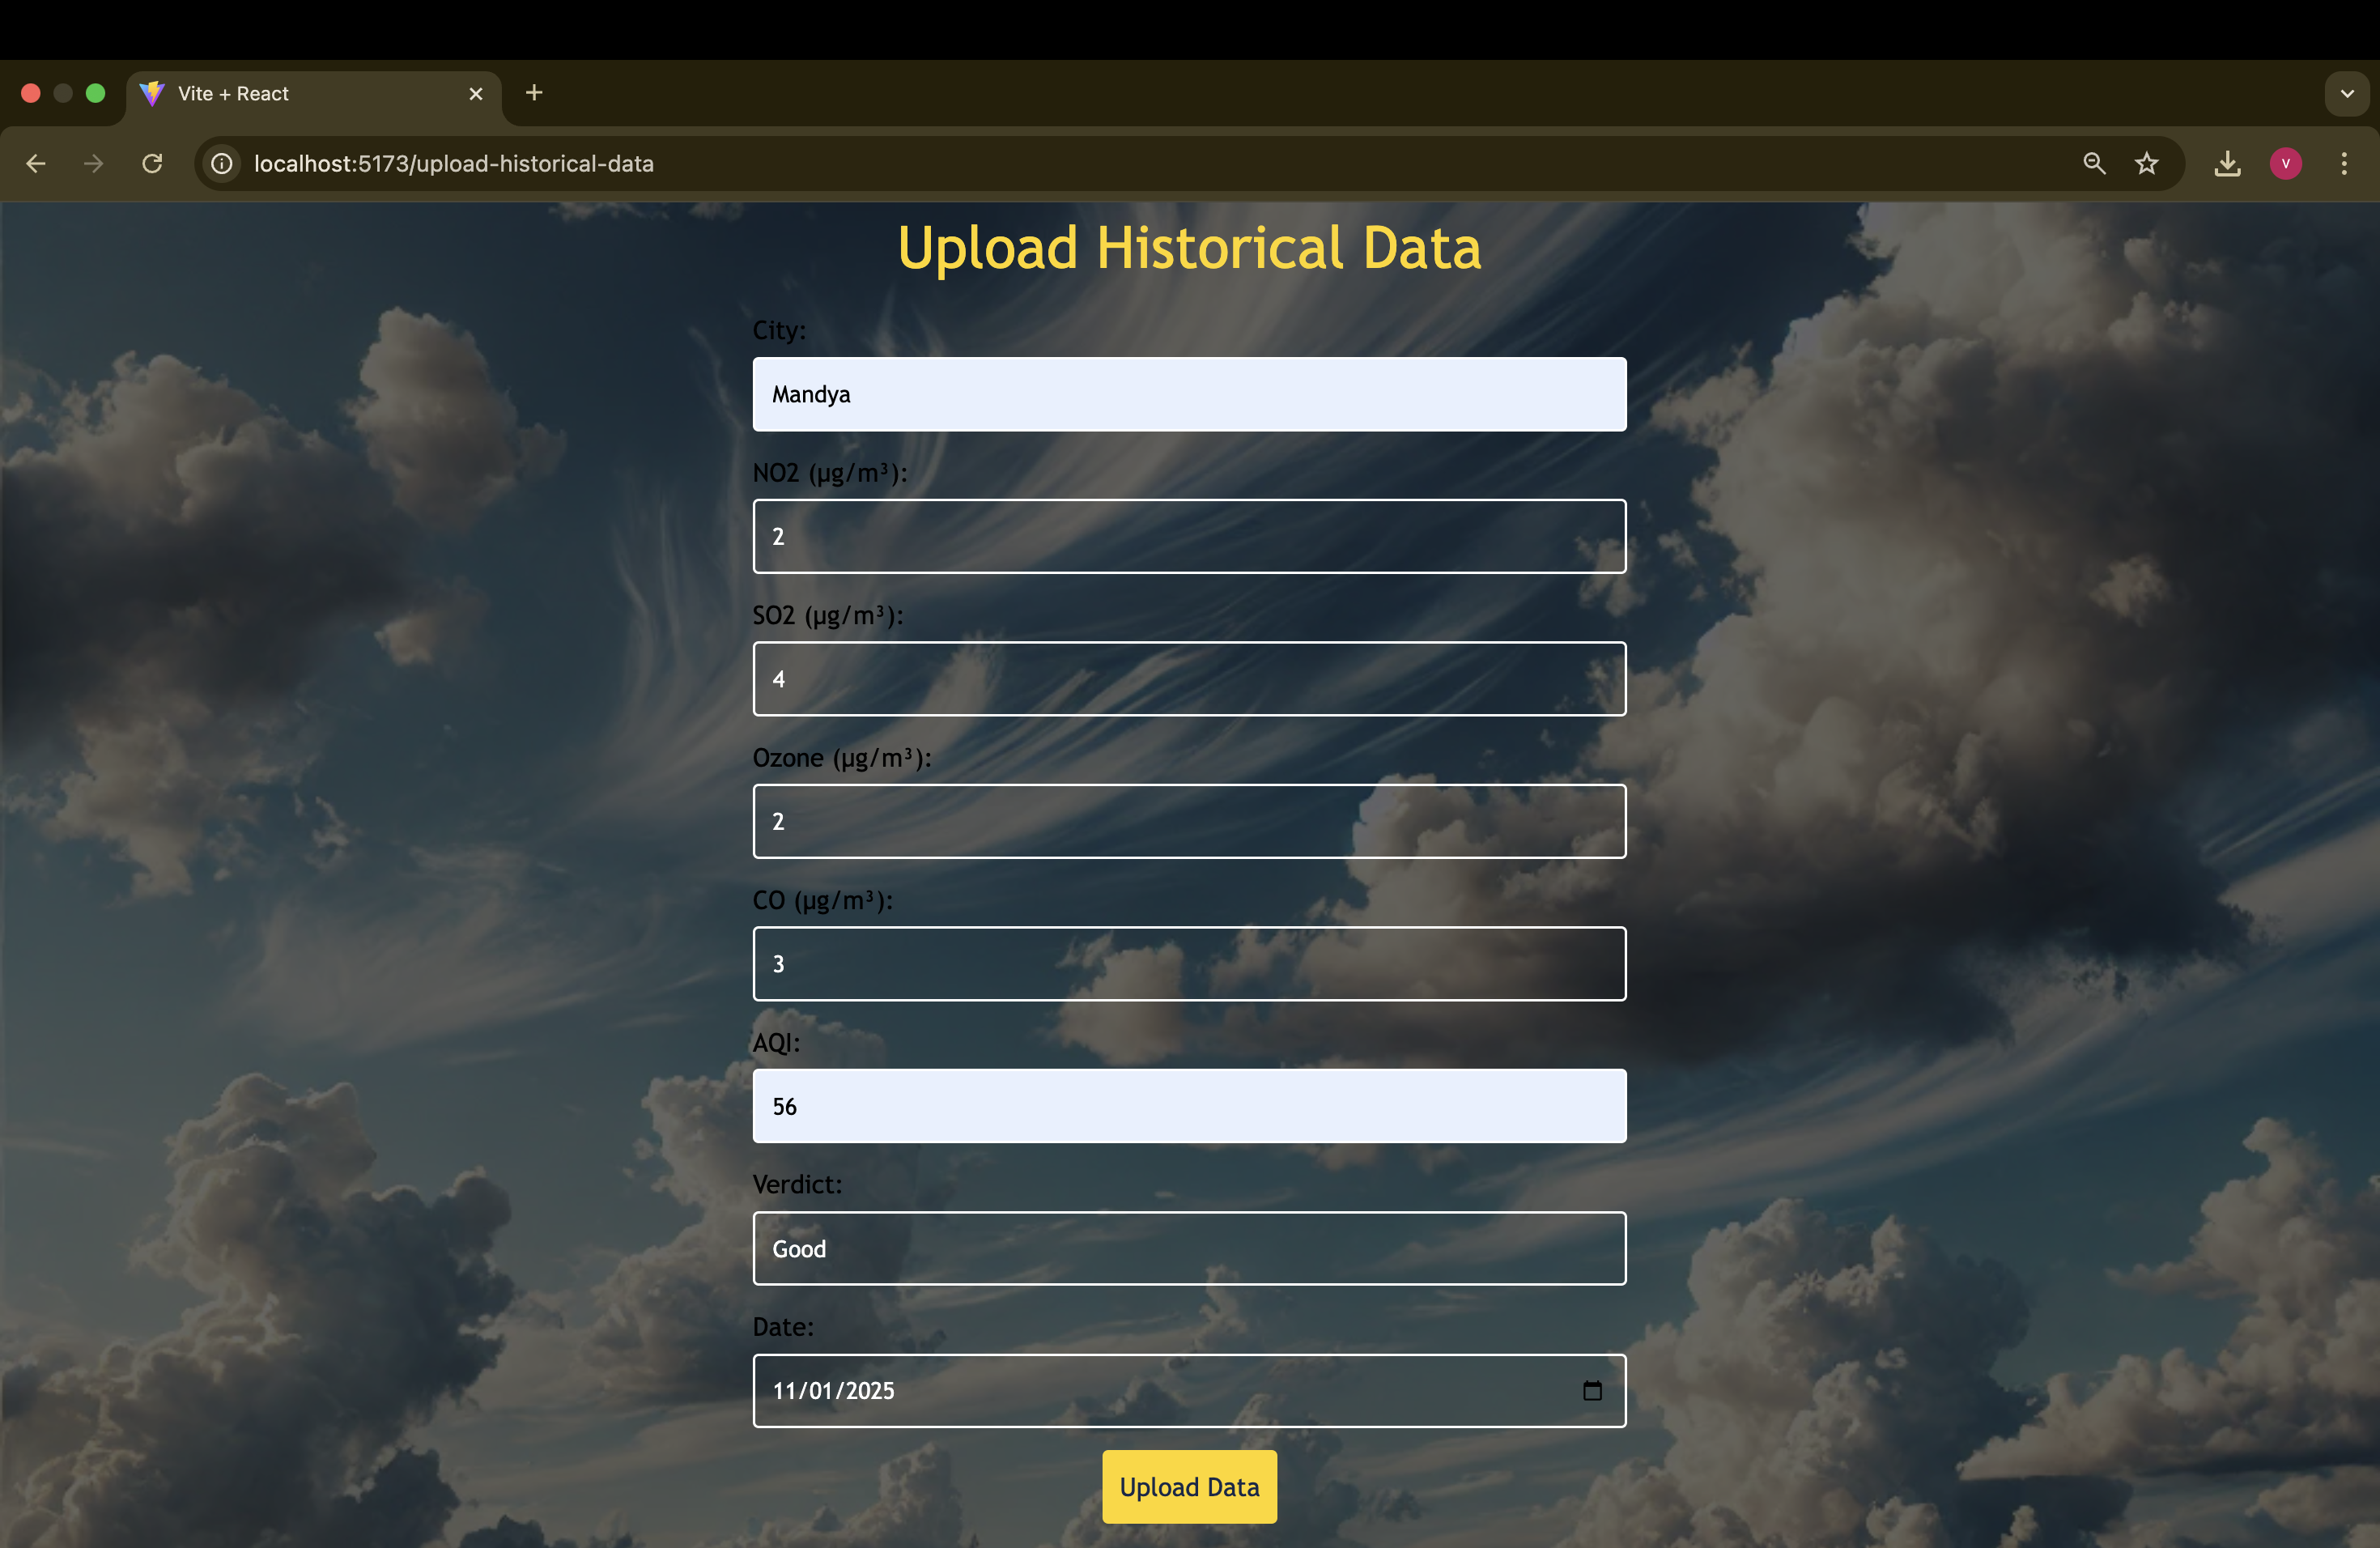 Vite + React
localhost:5173/upload-historical-data
V
Upload Historical Data
City:
Mandya
NO2 (µg/m³):
2
SO2 (µg/m³):
4
Ozone (µg/m³):
2
CO (µg/m³):
3
AQI:
56
Verdict:
Good
Date:
11/01/2025
Upload Data